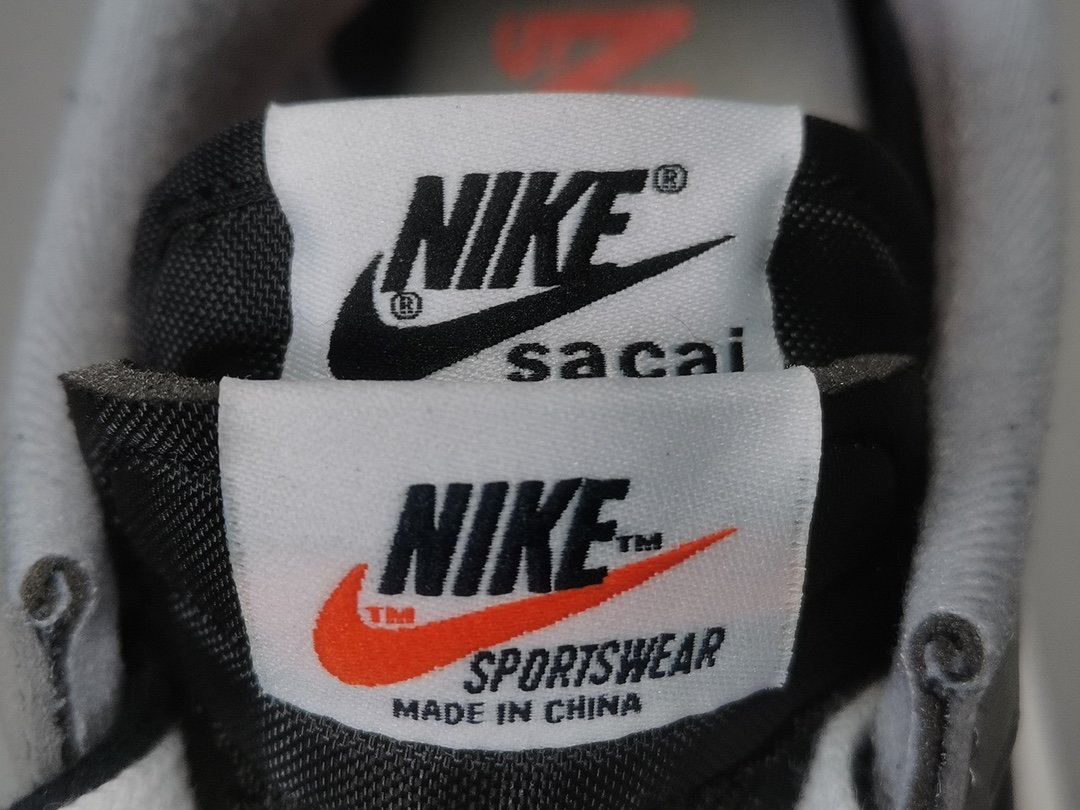 NIKE®
®
sacai
NIKE™
™
SPORTSWEAR
MADE IN CHINA